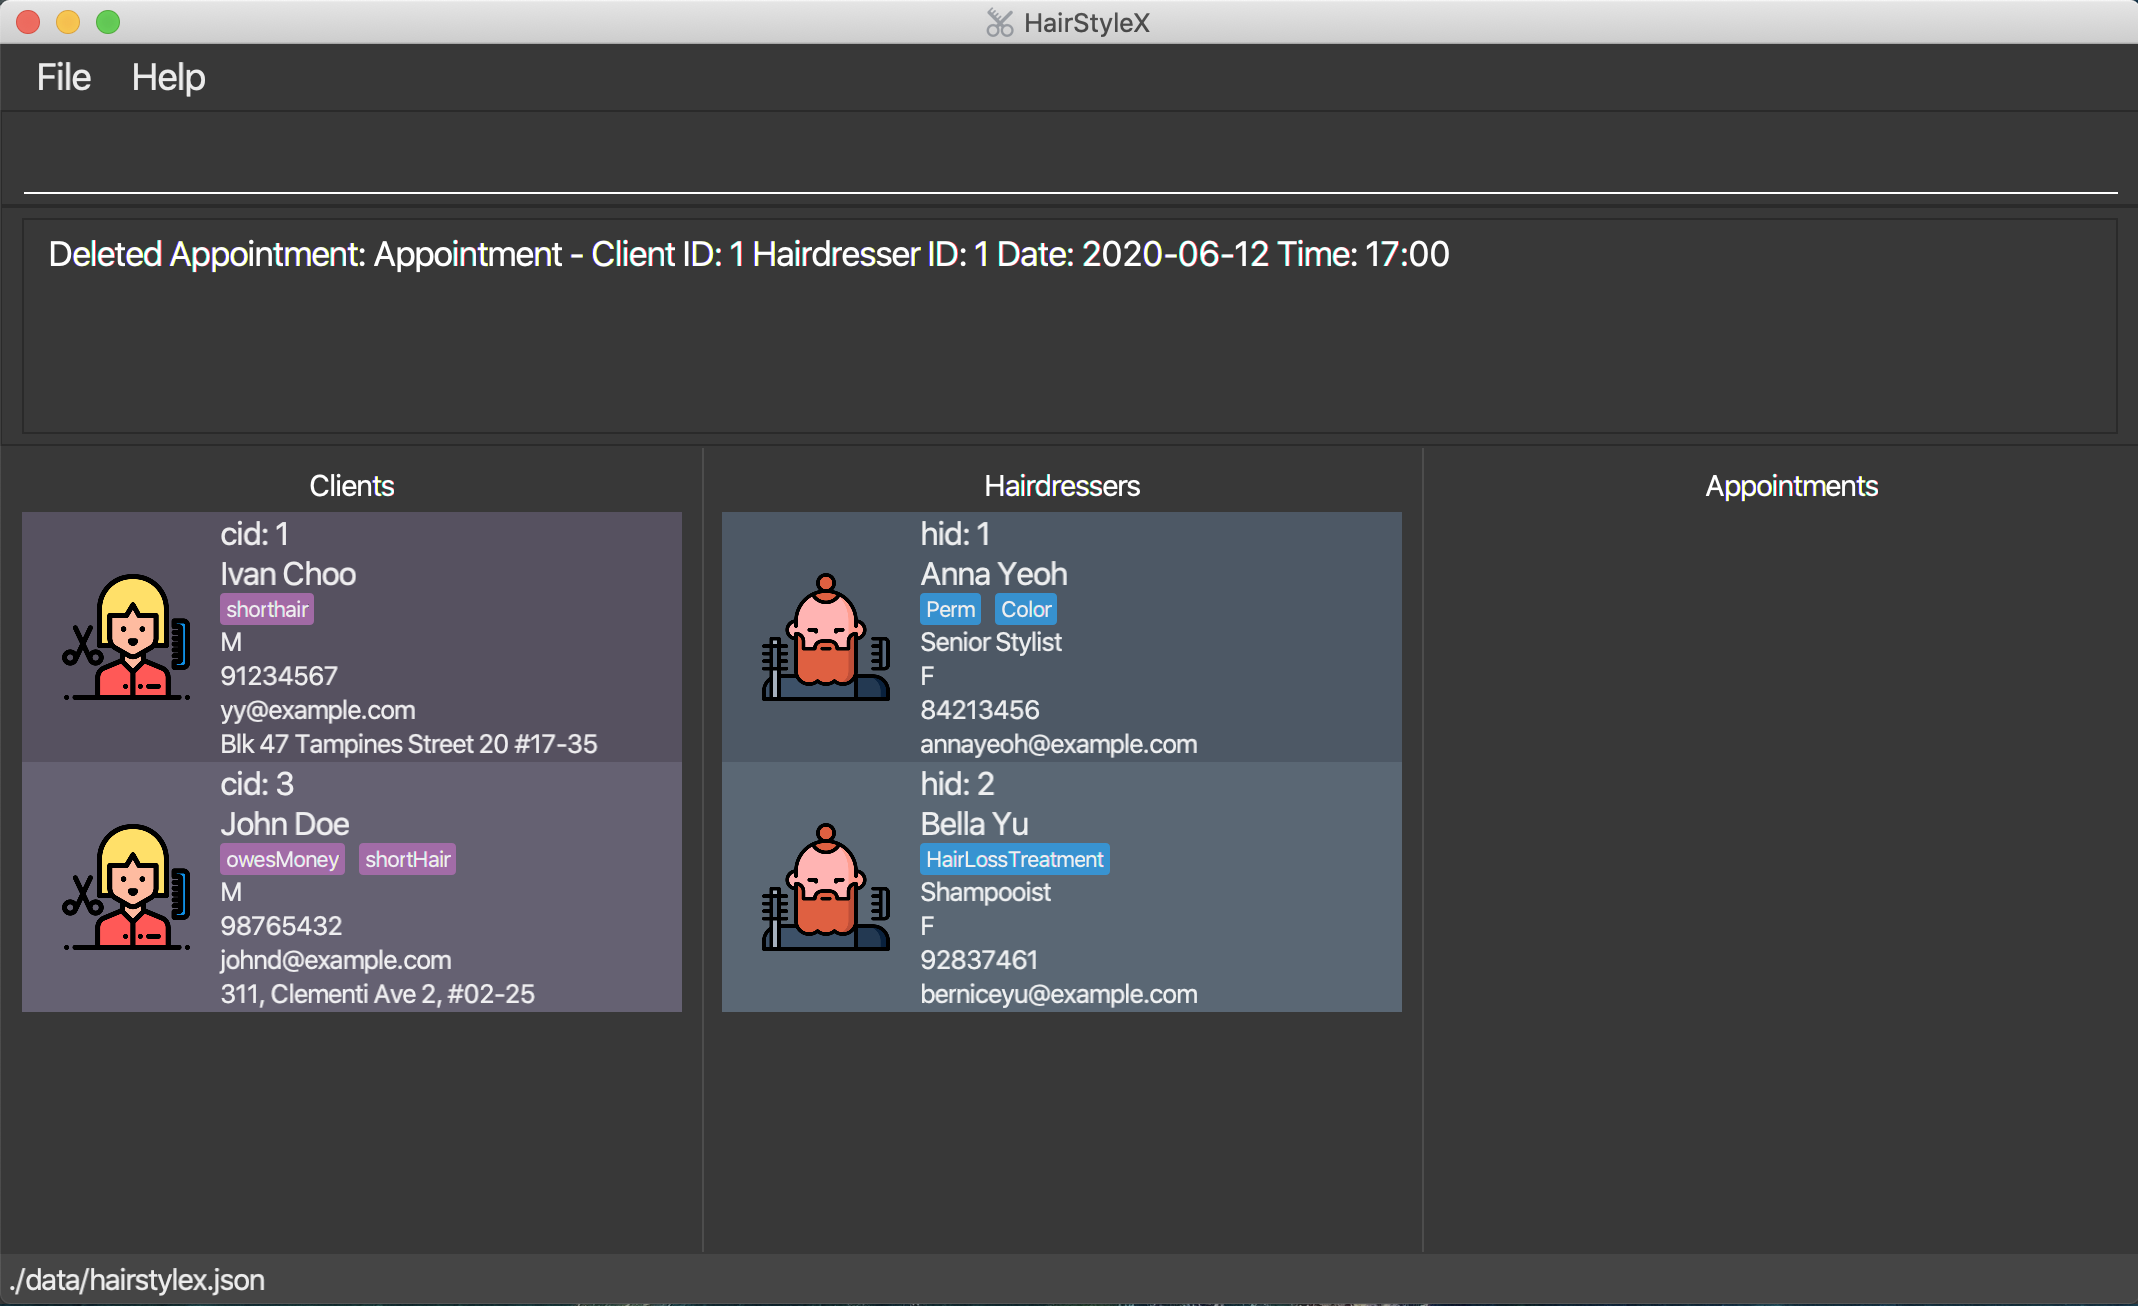 HairStyleX
File Help
Deleted Appointment: Appointment - Client ID: 1 Hairdresser ID: 1 Date: 2020-06-12 Time: 17:00
Clients
cid: 1
Ivan Choo
shorthair
M
91234567
yy@example.com
Blk 47 Tampines Street 20 #17-35
cid: 3
John Doe
owesMoney shortHair
M
98765432
johnd@example.com
311, Clementi Ave 2, #02-25
Hairdressers
hid: 1
Anna Yeoh
Perm Color
Senior Stylist
F
84213456
annayeoh@example.com
hid: 2
Bella Yu
HairLossTreatment
Shampooist
F
92837461
berniceyu@example.com
Appointments
./data/hairstylex.json